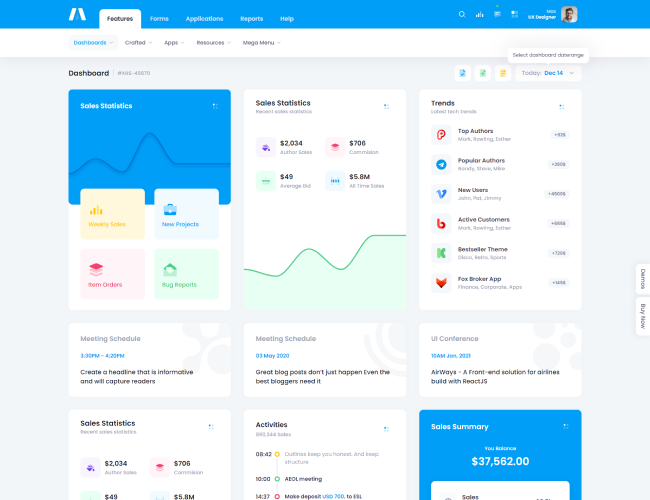 Features
Forms
Applications
Reports
Help
Max
UX Designer
Dashboards
Crafted
Apps
Resources
Mega Menu
Select dashboard daterange
Dashboard
Today: Dec 14
Sales Statistics
Weekly Sales
New Projects
Item Orders
Bug Reports
Sales Statistics
Recent sales statistics
$2,034
Author Sales
$706
Commision
$49
Average Bid
$5.8M
All Time Sales
Trends
Latest tech trends
Top Authors
Mark, Rowling, Esther
+82$
Popular Authors
Randy, Steve, Mike
+280$
New Users
John, Pat, Jimmy
+4500$
Active Customers
Mark, Rowling, Esther
Bestseller Theme
Disco, Retro, Sports
Fox Broker App
Finance, Corporate, Apps
+145$
Demos
Buy Now
Meeting Schedule
3:30PM - 4:20PM
Create a headline that is informative
and will capture readers
Meeting Schedule
03 May 2020
Great blog posts don't just happen Even the
best bloggers need it
UI Conference
10AM Jan, 2021
AirWays - A Front-end solution for airlines
build with ReactJS
Sales Statistics
Recent sales statistics
$2,034
Author Sales
$706
Commision
$49
$5.8M
Activities
890,344 Sales
08:42
Outlines keep you honest. And keep
structure
10:00
AEOL meeting
14:37
Make deposit USD 700. to ESL
Sales Summary
You Balance
$37,562.00
Sales